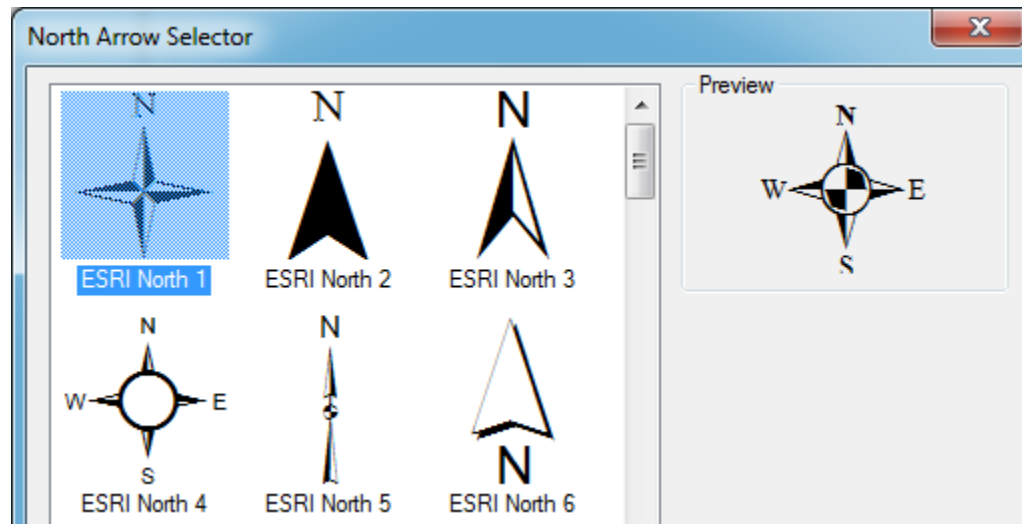 North Arrow Selector
Preview
N
N
N
N
W E
S
ESRI North 1
ESRI North 2
ESRI North 3
N
W E
S
N
N
ESRI North 4
ESRI North 5
ESRI North 6